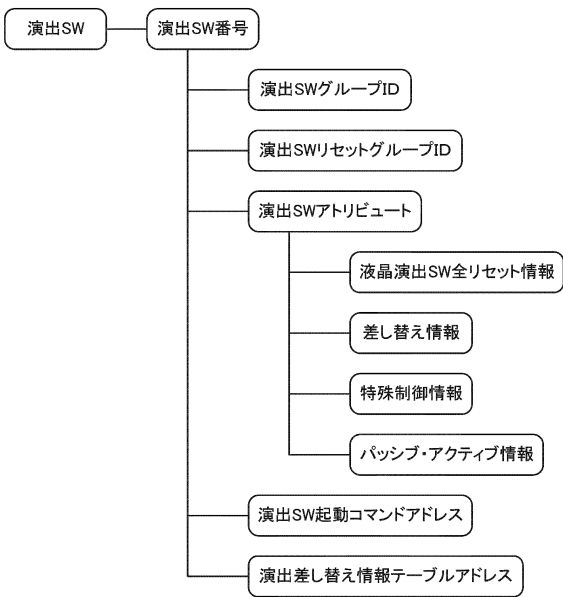 演出SW
演出SW番号
演出SWグループID
演出SWリセットグループID
演出SWアトリビュート
液晶演出SW全リセット情報
差し替え情報
特殊制御情報
パッシブ・アクティブ情報
演出SW起動コマンドアドレス
演出差し替え情報テーブルアドレス